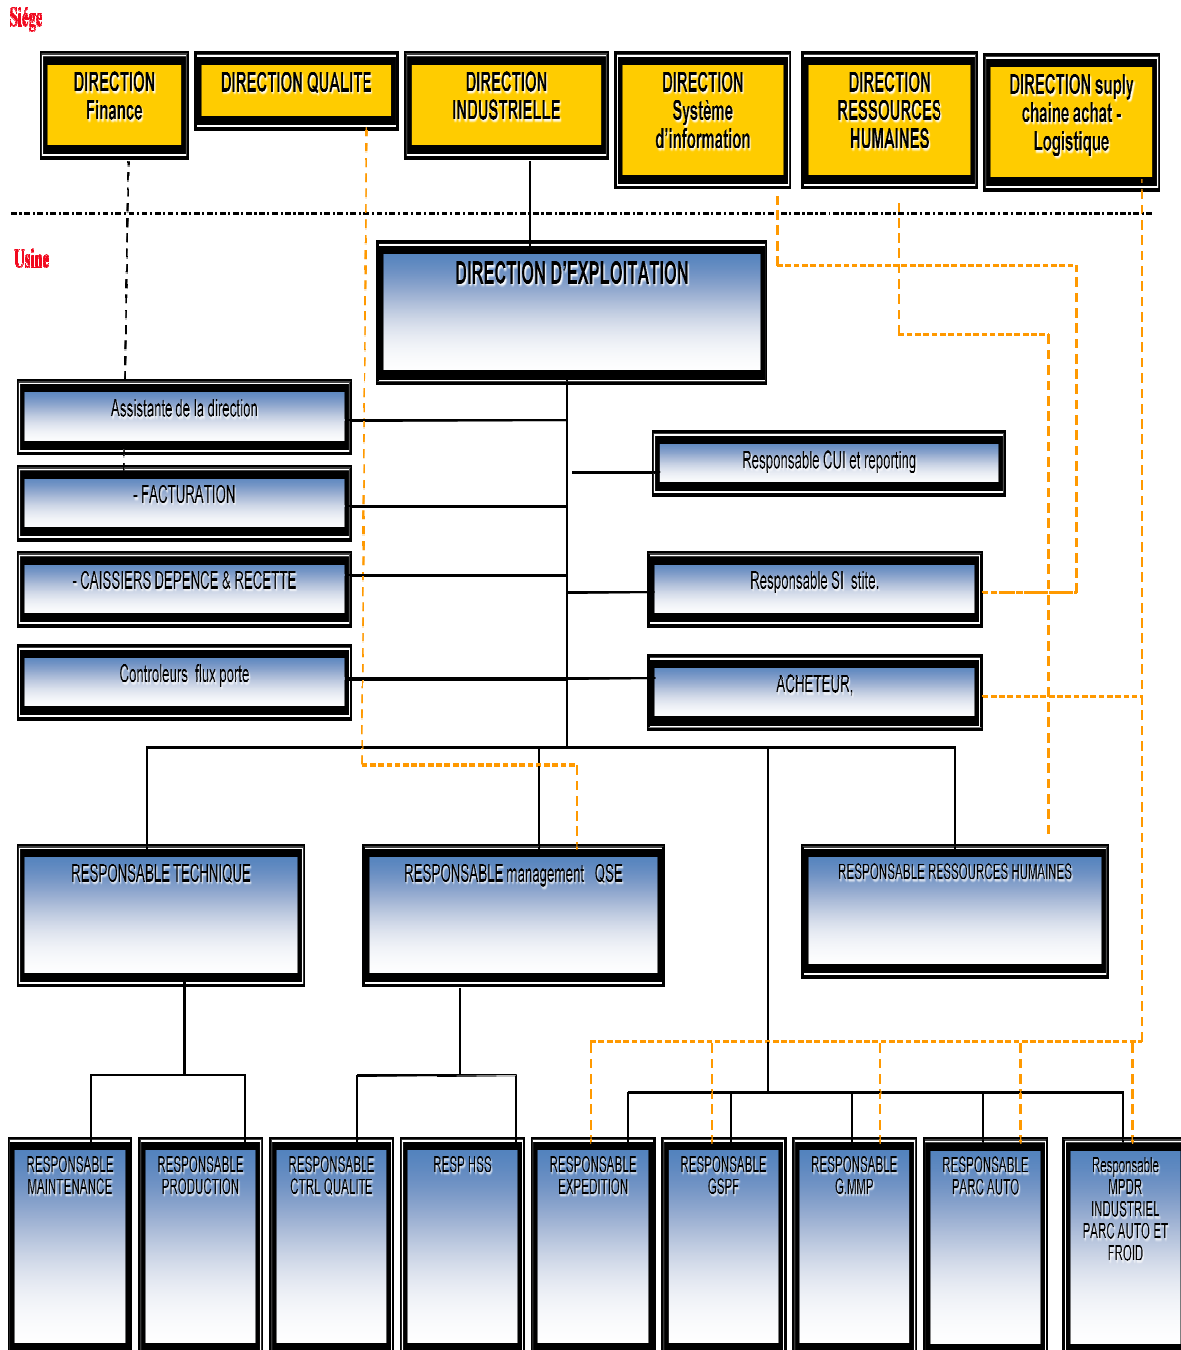 Siége
DIRECTION
Finance
DIRECTION QUALITE
DIRECTION
INDUSTRIELLE
DIRECTION
Système
d'information
DIRECTION
RESSOURCES
HUMAINES
DIRECTION suply
chaine achat -
Logistique
Usine
DIRECTION D'EXPLOITATION
Assistante de la direction
Responsable CUI et reporting
- FACTURATION
- CAISSIERS DEPENCE & RECETTE
Responsable SI stite.
Controleurs flux porte
ACHETEUR,
RESPONSABLE TECHNIQUE
RESPONSABLE management QSE
RESPONSABLE RESSOURCES HUMAINES
RESPONSABLE
MAINTENANCE
RESPONSABLE
PRODUCTION
RESPONSABLE
CTRL QUALITE
RESP HSS
RESPONSABLE
EXPEDITION
RESPONSABLE
GSPF
RESPONSABLE
G.MMP
RESPONSABLE
PARC AUTO
Responsable
MPDR
INDUSTRIEL
PARC AUTO ET
FROID